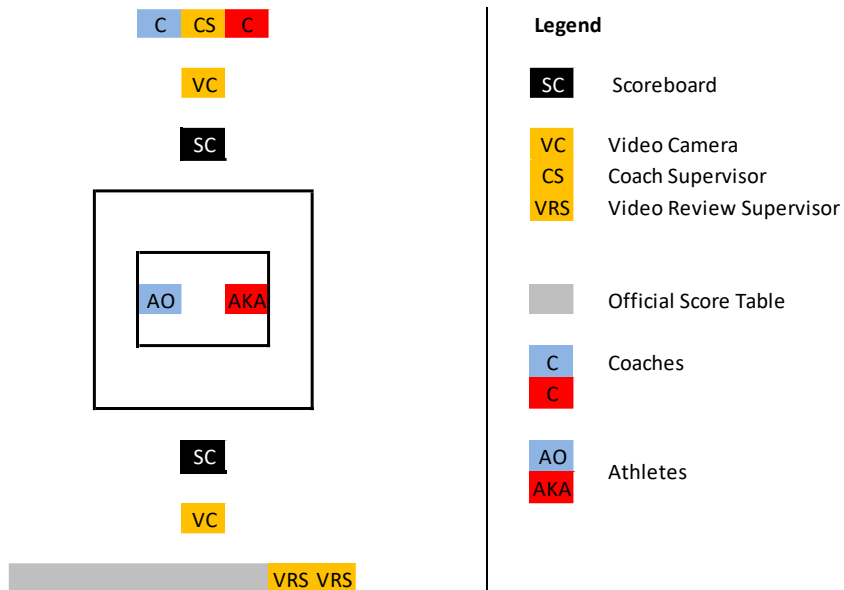 C CS C
VC
SC
AO AKA
SC
VC
VRS VRS
Legend
SC Scoreboard
VC Video Camera
CS Coach Supervisor
VRS Video Review Supervisor
Official Score Table
C Coaches
C
AO Athletes
AKA